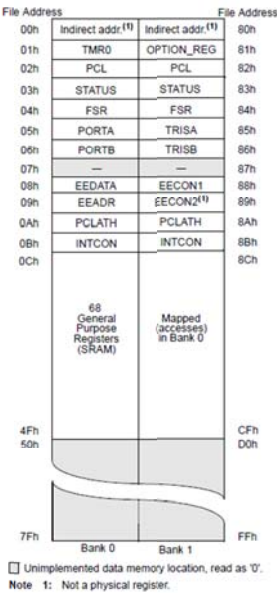 File Address File Address
00h Indirect addr.(1) Indirect addr.(1) 80h
01h TMR0 OPTION_REG 81h
02h PCL PCL 82h
03h STATUS STATUS 83h
04h FSR FSR 84h
05h PORTA TRISA 85h
06h PORTB TRISB 86h
07h — — 87h
08h EEDATA EECON1 88h
09h EEADR EECON2(1) 89h
0Ah PCLATH PCLATH 8Ah
0Bh INTCON INTCON 8Bh
0Ch 8Ch
68
General Mapped
Purpose (accesses)
Registers in Bank 0
(SRAM)
4Fh CFh
50h D0h
7Fh FFh
Bank 0 Bank 1
Unimplemented data memory location, read as '0'.
Note 1: Not a physical register.